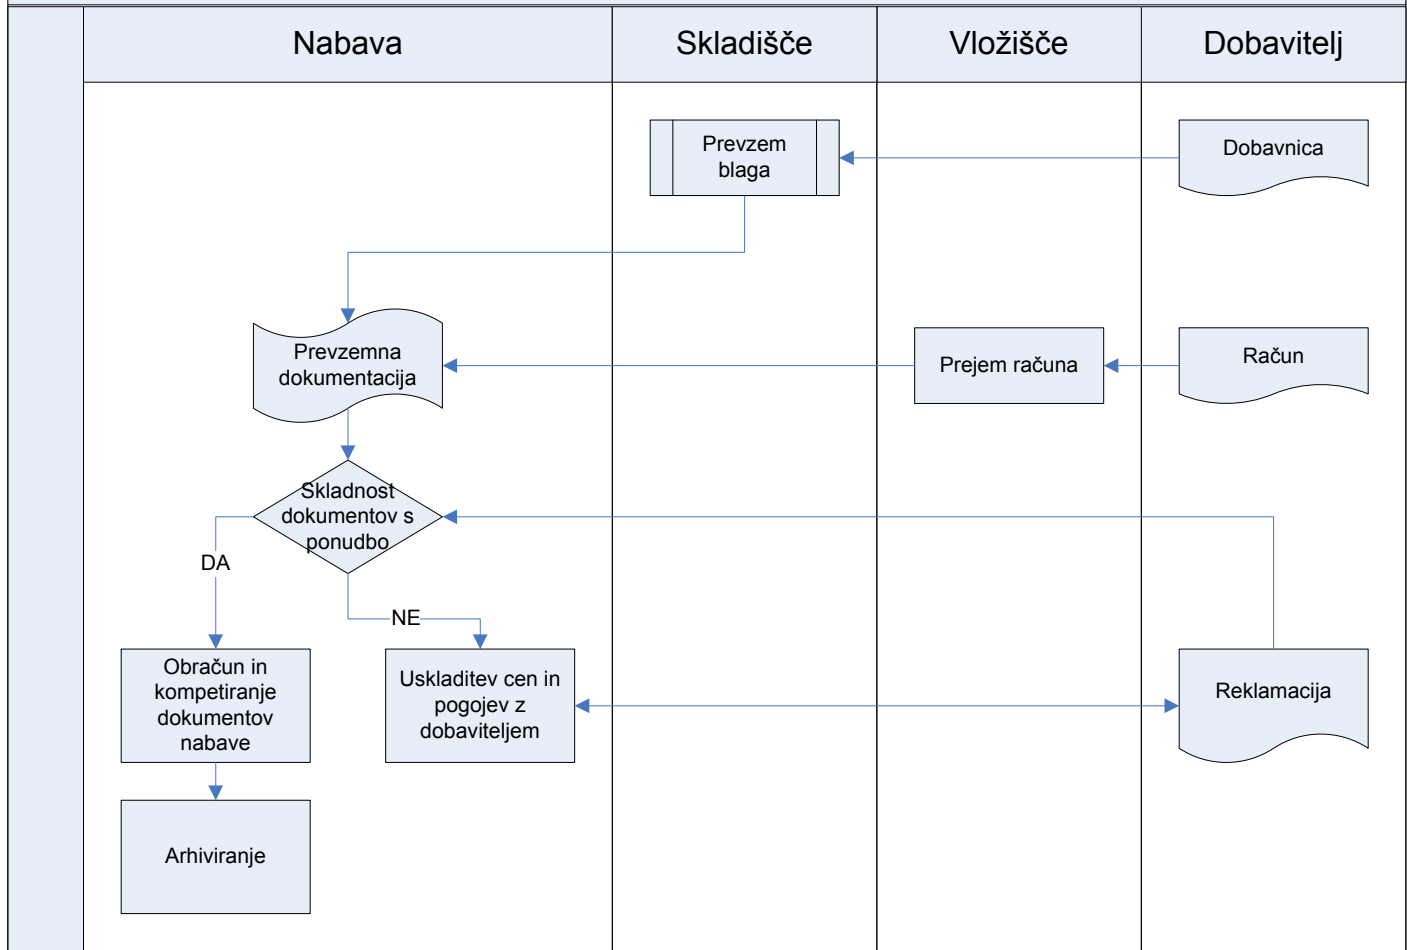 Nabava
Skladišče
Vložišče
Dobavitelj
Prevzem
blaga
Dobavnica
Prevzemna
dokumentacija
Prejem računa
Račun
Skladnost
dokumentov s
ponudbo
DA
NE
Obračun in
kompetiranje
dokumentov
nabave
Uskladitev cen in
pogojev z
dobaviteljem
Reklamacija
Arhiviranje